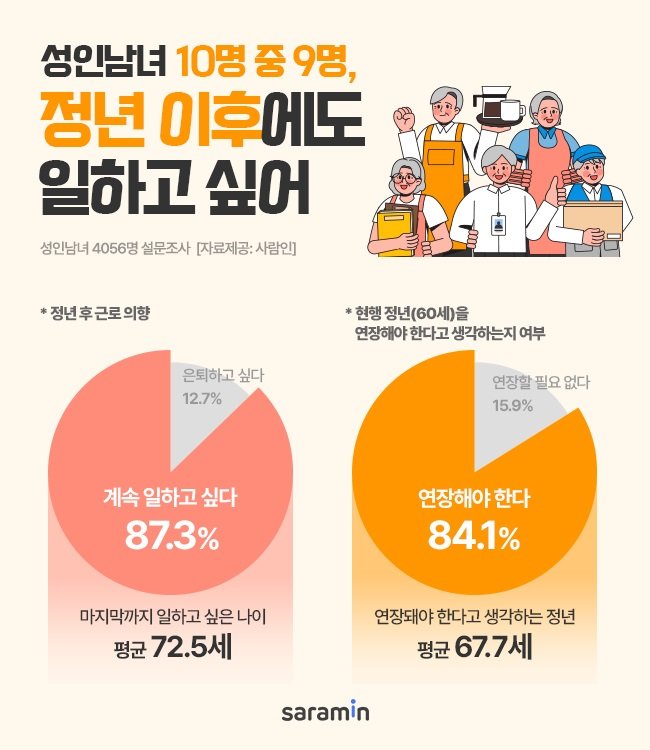 성인남녀 10명 중 9명,
정년 이후에도
일하고 싶어
성인남녀 4056명 설문조사 [자료제공: 사람인]
* 정년 후 근로 의향
은퇴하고 싶다
12.7%
계속 일하고 싶다
87.3%
마지막까지 일하고 싶은 나이
평균 72.5세
* 현행 정년(60세)을
연장해야 한다고 생각하는지 여부
연장할 필요 없다
15.9%
연장해야 한다
84.1%
연장돼야 한다고 생각하는 정년
평균 67.7세
saramin